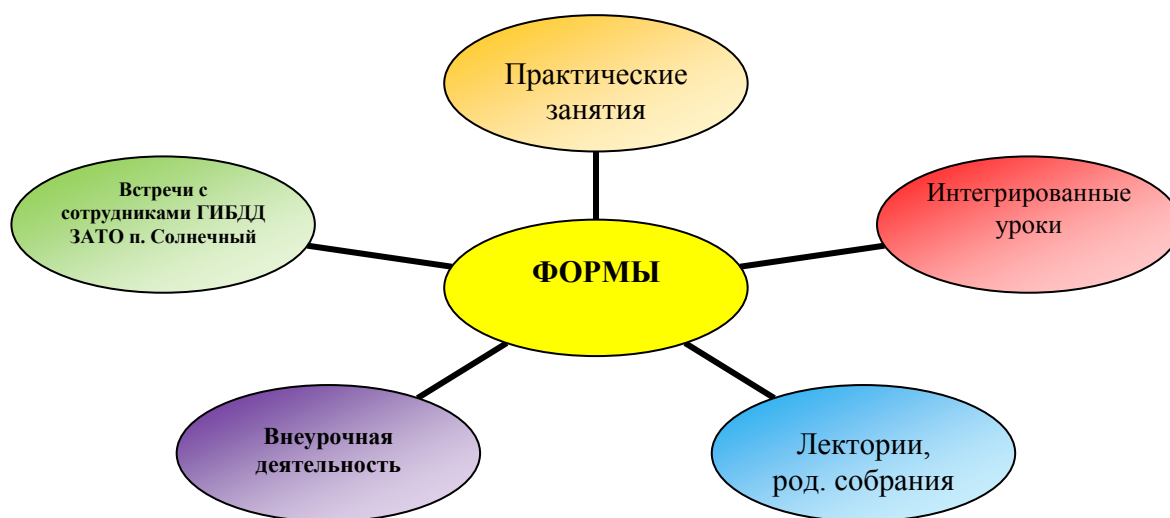 Практические
занятия
Встречи с
сотрудниками ГИБДД
ЗАТО п. Солнечный
Интегрированные
уроки
ФОРМЫ
Внеурочная
деятельность
Лектории,
род. собрания